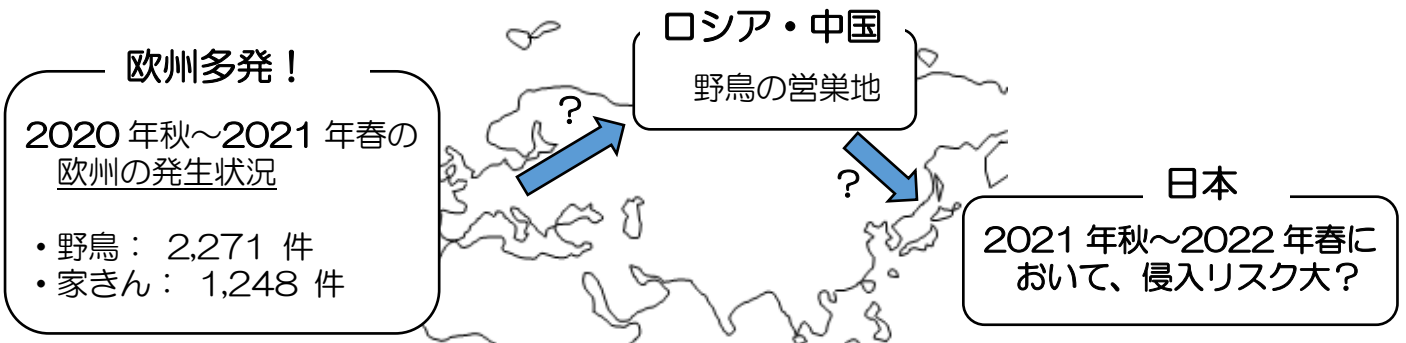 欧州多発！
2020 年秋～2021 年春の
欧州の発生状況
・野鳥： 2,271 件
・家きん： 1,248 件
？
ロシア・中国
野鳥の営巣地
？
日本
2021 年秋～2022 年春に
おいて、侵入リスク大？